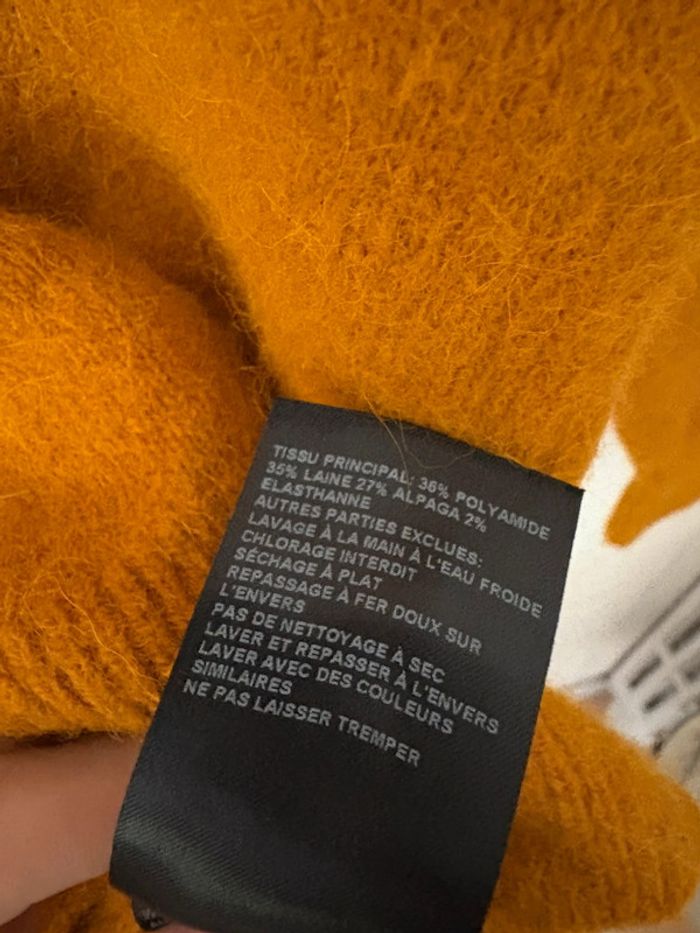 TISSU PRINCIPAL: 36% POLYAMIDE
35% LAINE 27% ALPAGA 2%
ELASTHANNE
AUTRES PARTIES EXCLUES:
LAVAGE À LA MAIN À L'EAU FROIDE
CHLORAGE INTERDIT
SÉCHAGE À PLAT
REPASSAGE À FER DOUX SUR
L'ENVERS
PAS DE NETTOYAGE À SEC
LAVER ET REPASSER À L'ENVERS
LAVER AVEC DES COULEURS
SIMILAIRES
NE PAS LAISSER TREMPER